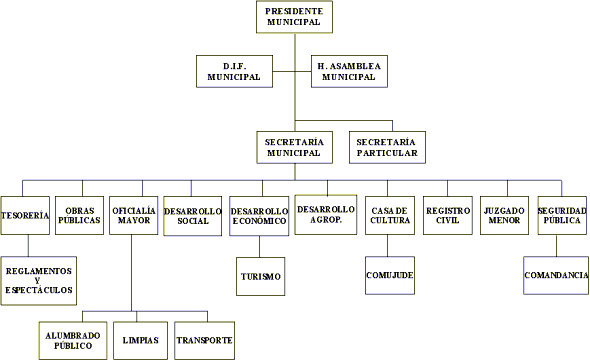 PRESIDENTE
MUNICIPAL
D.I.F.
MUNICIPAL
H. ASAMBLEA
MUNICIPAL
SECRETARÍA
MUNICIPAL
SECRETARÍA
PARTICULAR
TESORERÍA
OBRAS
PÚBLICAS
OFICIALÍA
MAYOR
DESARROLLO
SOCIAL
DESARROLLO
ECONÓMICO
DESARROLLO
AGROP.
CASA DE
CULTURA
REGISTRO
CIVIL
JUZGADO
MENOR
SEGURIDAD
PÚBLICA
REGLAMENTOS
Y
ESPECTÁCULOS
TURISMO
COMUJUDE
COMANDANCIA
ALUMBRADO
PÚBLICO
LIMPIAS
TRANSPORTE